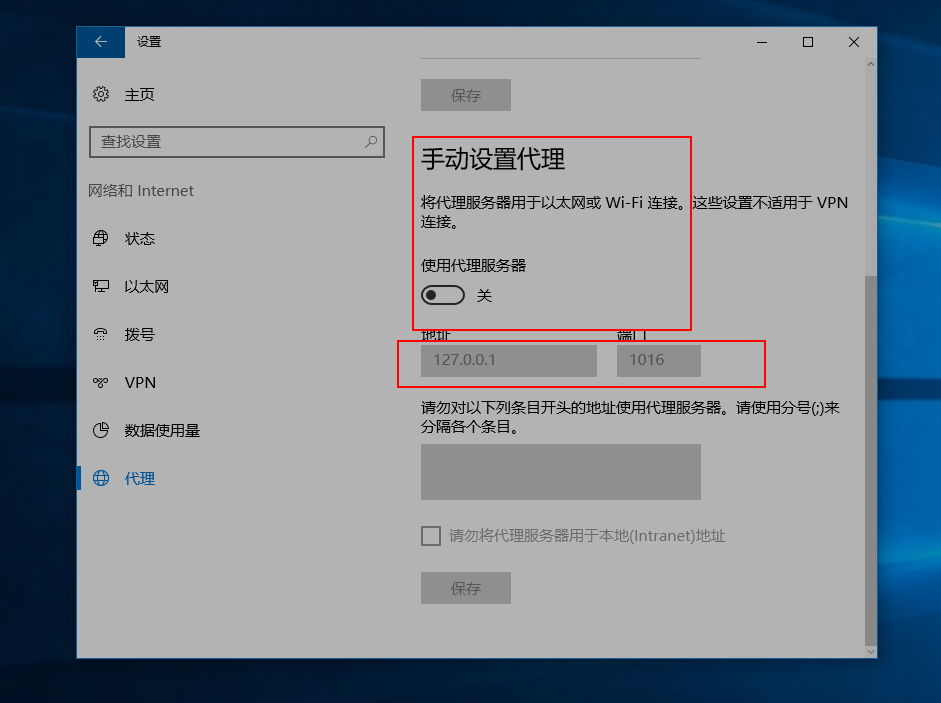 设置
主页
查找设置
网络和 Internet
状态
以太网
拨号
VPN
数据使用量
代理
保存
手动设置代理
将代理服务器用于以太网或 Wi-Fi 连接。这些设置不适用于 VPN
连接。
使用代理服务器
关
地址 端口
127.0.0.1 1016
请勿对以下列条目开头的地址使用代理服务器。请使用分号(;)来
分隔各个条目。
请勿将代理服务器用于本地(Intranet)地址
保存